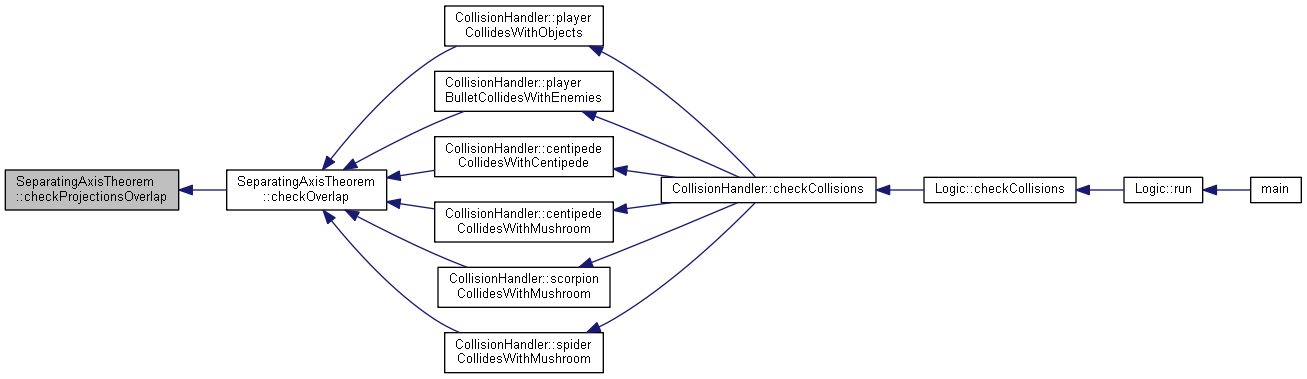 SeparatingAxisTheorem
::checkProjectionsOverlap
SeparatingAxisTheorem
::checkOverlap
CollisionHandler::player
CollidesWithObjects
CollisionHandler::player
BulletCollidesWithEnemies
CollisionHandler::centipede
CollidesWithCentipede
CollisionHandler::centipede
CollidesWithMushroom
CollisionHandler::scorpion
CollidesWithMushroom
CollisionHandler::spider
CollidesWithMushroom
CollisionHandler::checkCollisions
Logic::checkCollisions
Logic::run
main